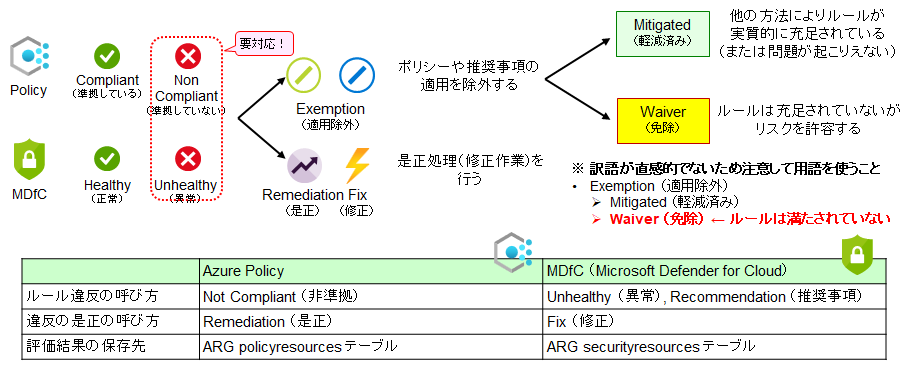 Policy
Compliant
（準拠している）
Non
Compliant
（準拠していない）
要対応！
MDfC
Healthy
（正常）
Unhealthy
（異常）
Exemption
（適用除外）
ポリシーや推奨事項の
適用を除外する
Remediation
（是正）
Fix
（修正）
是正処理（修正作業）を
行う
Mitigated
（軽減済み）
他の方法によりルールが
実質的に充足されている
（または問題が起こりえない）
Waiver
（免除）
ルールは充足されていないが
リスクを許容する
※ 訳語が直感的でないため注意して用語を使うこと
• Exemption（適用除外）
➢ Mitigated（軽減済み）
➢ Waiver（免除） ← ルールは満たされていない
Azure Policy
MDfC（Microsoft Defender for Cloud）
ルール違反の呼び方
Not Compliant（非準拠）
Unhealthy（異常）, Recommendation（推奨事項）
違反の是正の呼び方
Remediation（是正）
Fix（修正）
評価結果の保存先
ARG policyresources テーブル
ARG securityresources テーブル